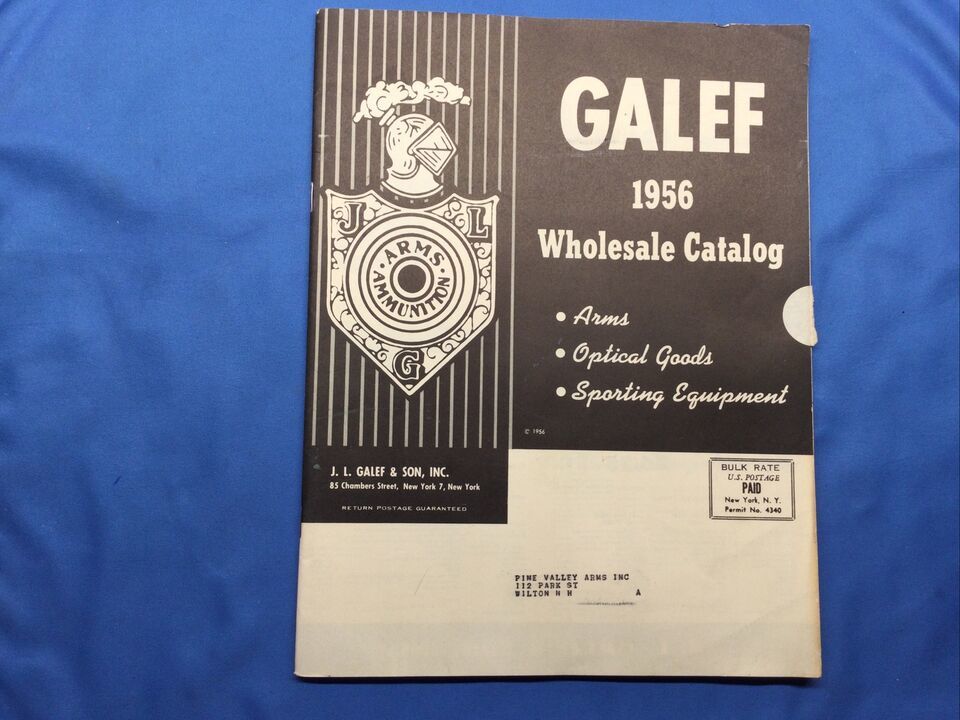 GALEF
1956
Wholesale Catalog
• Arms
• Optical Goods
• Sporting Equipment
© 1956
J L
ARMS
AMMUNITION
G
J. L. GALEF & SON, INC.
85 Chambers Street, New York 7, New York
RETURN POSTAGE GUARANTEED
BULK RATE
U.S. POSTAGE
PAID
New York, N. Y.
Permit No. 4340
PINE VALLEY ARMS INC
112 PARK ST
WILTON N H A